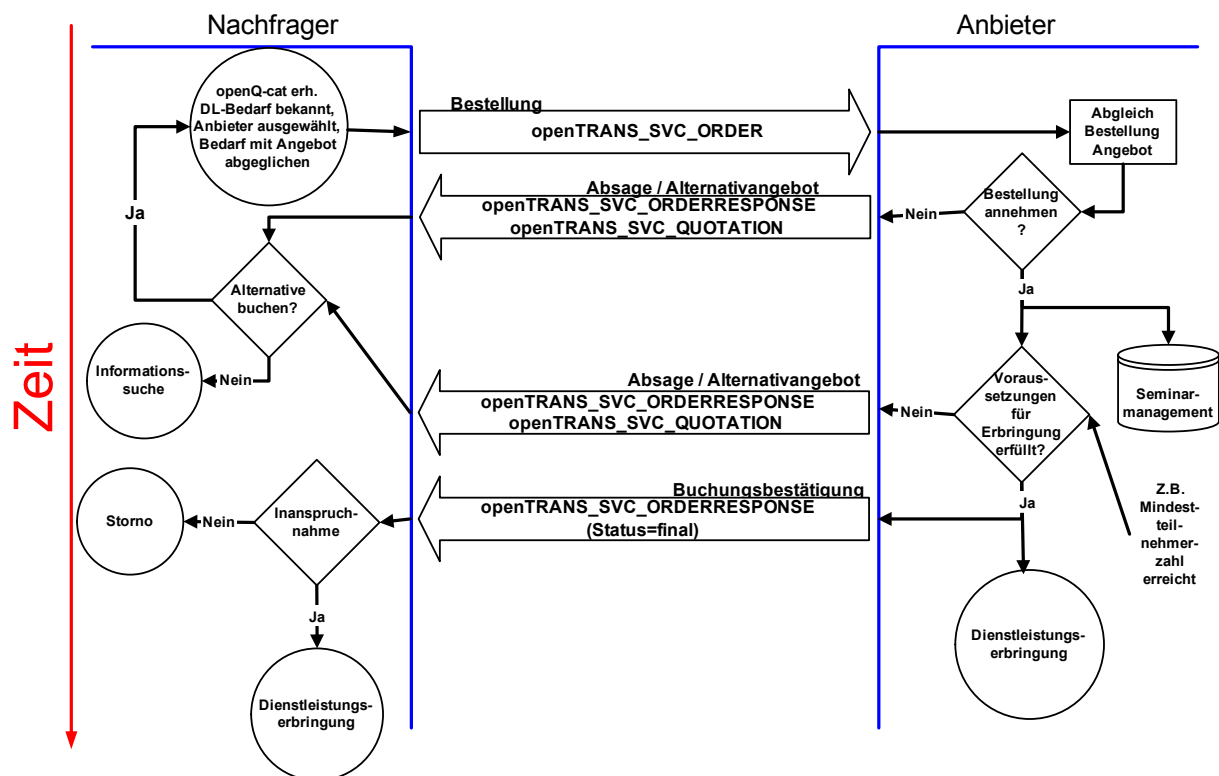 Nachfrager
Anbieter
Zeit
openQ-cat erh.
DL-Bedarf bekannt,
Anbieter ausgewählt,
Bedarf mit Angebot
abgeglichen
Bestellung
openTRANS_SVC_ORDER
Abgleich
Bestellung
Angebot
Bestellung
annehmen
?
Nein
Absage / Alternativangebot
openTRANS_SVC_ORDERRESPONSE
openTRANS_SVC_QUOTATION
Ja
Alternative
buchen?
Nein
Informations-
suche
Ja
Seminar-
management
Voraus-
setzungen
für
Erbringung
erfüllt?
Nein
Absage / Alternativangebot
openTRANS_SVC_ORDERRESPONSE
openTRANS_SVC_QUOTATION
Z.B.
Mindest-
teil-
nehmer-
zahl
erreicht
Ja
Buchungsbestätigung
openTRANS_SVC_ORDERRESPONSE
(Status=final)
Inanspruch-
nahme
Nein
Storno
Ja
Dienstleistungs-
erbringung
Dienstleistungs-
erbringung